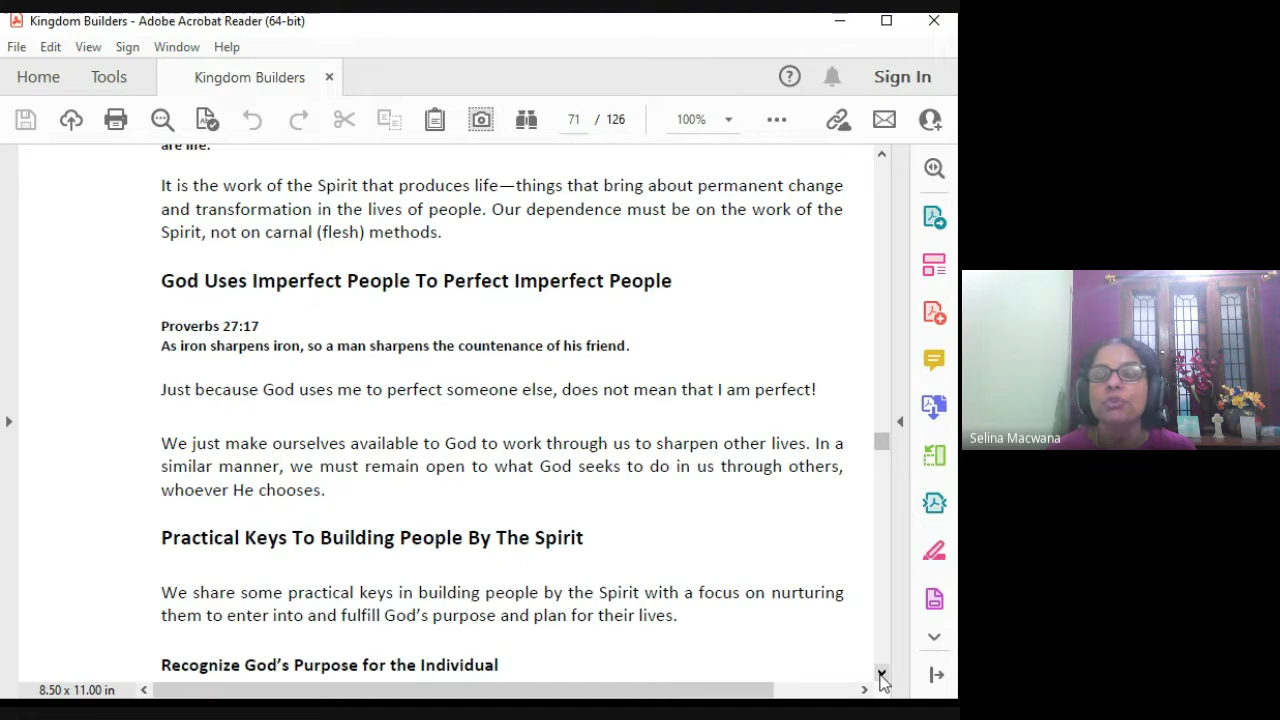 Kingdom Builders - Adobe Acrobat Reader (64-bit)
File Edit View Sign Window Help
Home Tools Kingdom Builders × Sign In
71 / 126 100%
are life.
It is the work of the Spirit that produces life—things that bring about permanent change
and transformation in the lives of people. Our dependence must be on the work of the
Spirit, not on carnal (flesh) methods.
God Uses Imperfect People To Perfect Imperfect People
Proverbs 27:17
As iron sharpens iron, so a man sharpens the countenance of his friend.
Just because God uses me to perfect someone else, does not mean that I am perfect!
We just make ourselves available to God to work through us to sharpen other lives. In a
similar manner, we must remain open to what God seeks to do in us through others,
whoever He chooses.
Practical Keys To Building People By The Spirit
We share some practical keys in building people by the Spirit with a focus on nurturing
them to enter into and fulfill God’s purpose and plan for their lives.
Recognize God’s Purpose for the Individual
8.50 x 11.00 in
Selina Macwana